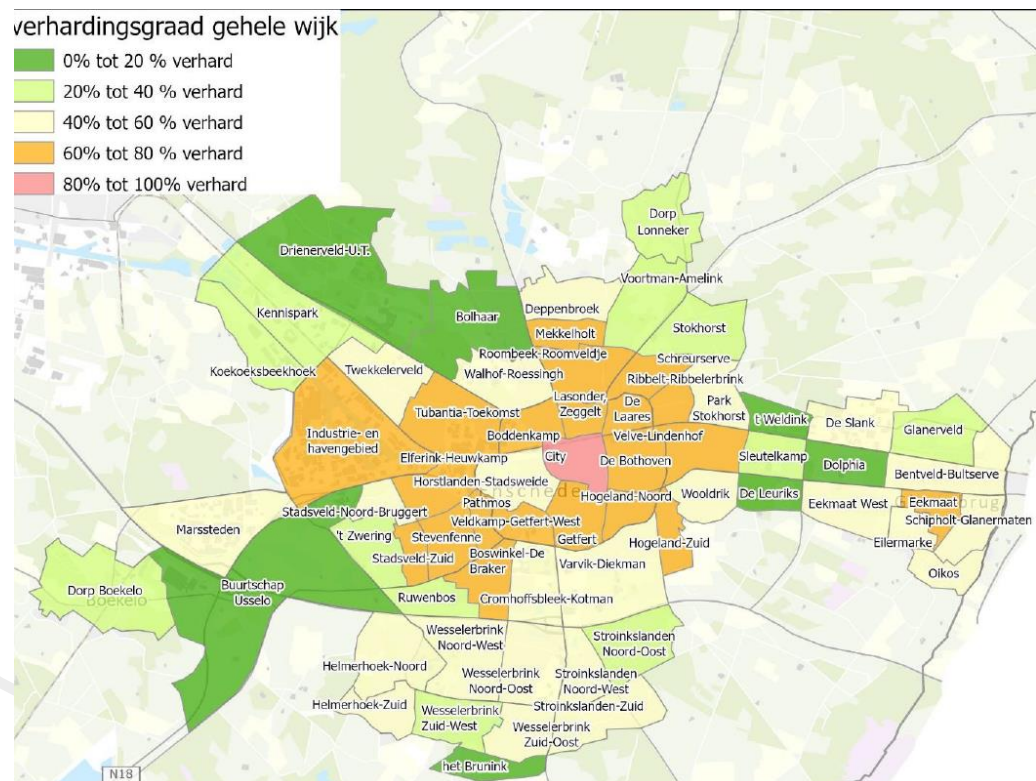 verhardingsgraad gehele wijk
0% tot 20 % verhard
20% tot 40 % verhard
40% tot 60 % verhard
60% tot 80 % verhard
80% tot 100% verhard
Dorp
Lonneker
Drienerveld-U.T.
Voortman-Amelink
Kennispark
Bolhaar
Deppenbroek
Mekkelholt
Stokhorst
Koekoeksbeekhoek
Twekkelerveld
Roombeek-Roomveldje
Walhof-Roessingh
Schreurserve
Ribbelt-Ribbelerbrink
Tubantia-Toekomst
Lasonder,
Zeggelt
De
Laares
Park
Stokhorst
t Weldink
De Slank
Glanerveld
Industrie- en
havengebied
Boddenkamp
Velve-Lindenhof
Elferink-Heuwkamp
City
De Bothoven
Sleutelkamp
Dolphia
Bentveld-Bultserve
Horstlanden-Stadsweide
Pathmos
Hogeland-Noord
Wooldrik
De Leuriks
Eekmaat West
Eekmaat
Stadsveld-Noord-Bruggert
Marssteden
Veldkamp-Getfert-West
Getfert
Schipholt-Glanermaten
't Zwering
Stevenfenne
Stadsveld-Zuid
Boswinkel-De
Braker
Varvik-Diekman
Hogeland-Zuid
Eilermarke
Oikos
Dorp Boekelo
Boekelo
Buurtschap
Usselo
Ruwenbos
Cromhoffsbleek-Kotman
Wesselerbrink
Noord-West
Stroinkslanden
Noord-Oost
Helmerhoek-Noord
Wesselerbrink
Noord-Oost
Stroinkslanden
Noord-West
Helmerhoek-Zuid
Wesselerbrink
Zuid-West
Stroinkslanden-Zuid
Wesselerbrink
Zuid-Oost
het Brunink
N18